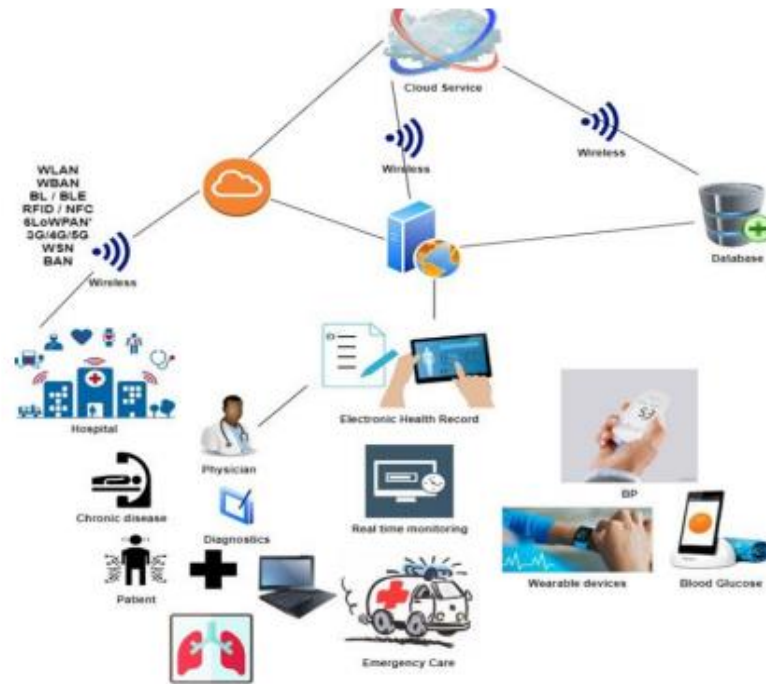 Cloud Service
Wireless
Wireless
WLAN
WBAN
BL / BLE
RFID / NFC
6LoWPAN'
3G/4G/5G
WSN
BAN
Wireless
Database
Hospital
Electronic Health Record
Physician
BP
Chronic disease
Diagnostics
Real time monitoring
Wearable devices
Blood Glucose
Patient
Emergency Care